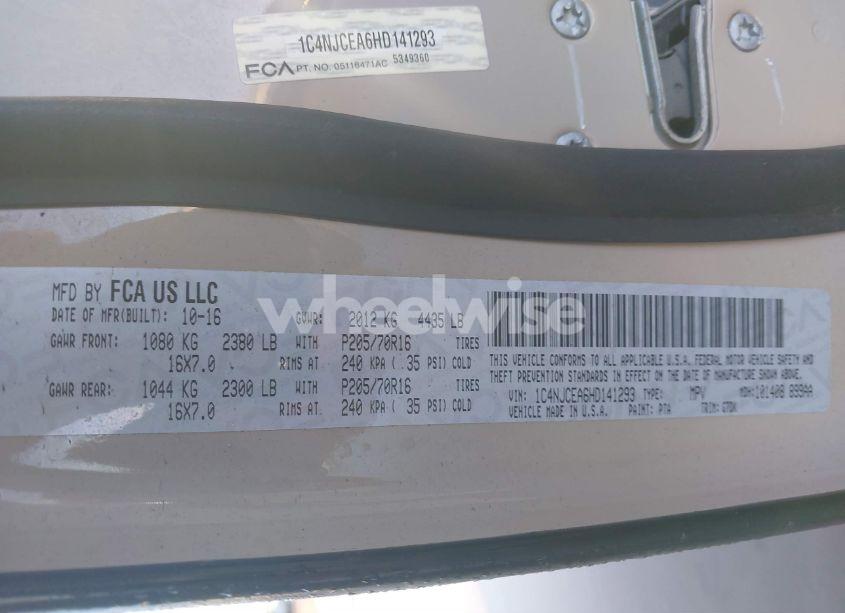 1C4NJCEA6HD141293
FCA PT. NO. 05116471AC 5349360
MFD BY FCA US LLC
DATE OF MFR(BUILT): 10-16 GVWR: 2012 KG 4435 LB
GAWR FRONT: 1080 KG 2380 LB WITH P205/70R16 TIRES
16X7.0 RIMS AT 240 KPA ( 35 PSI) COLD
GAWR REAR: 1044 KG 2300 LB WITH P205/70R16 TIRES
16X7.0 RIMS AT 240 KPA ( 35 PSI) COLD
THIS VEHICLE CONFORMS TO ALL APPLICABLE U.S.A. FEDERAL MOTOR VEHICLE SAFETY AND
THEFT PREVENTION STANDARDS IN EFFECT ON THE DATE OF MANUFACTURE SHOWN ABOVE.
VIN: 1C4NJCEA6HD141293 TYPE: MPV MDH:101408 899AA
VEHICLE MADE IN U.S.A. PAINT: PTA TRIM:
wheelwise